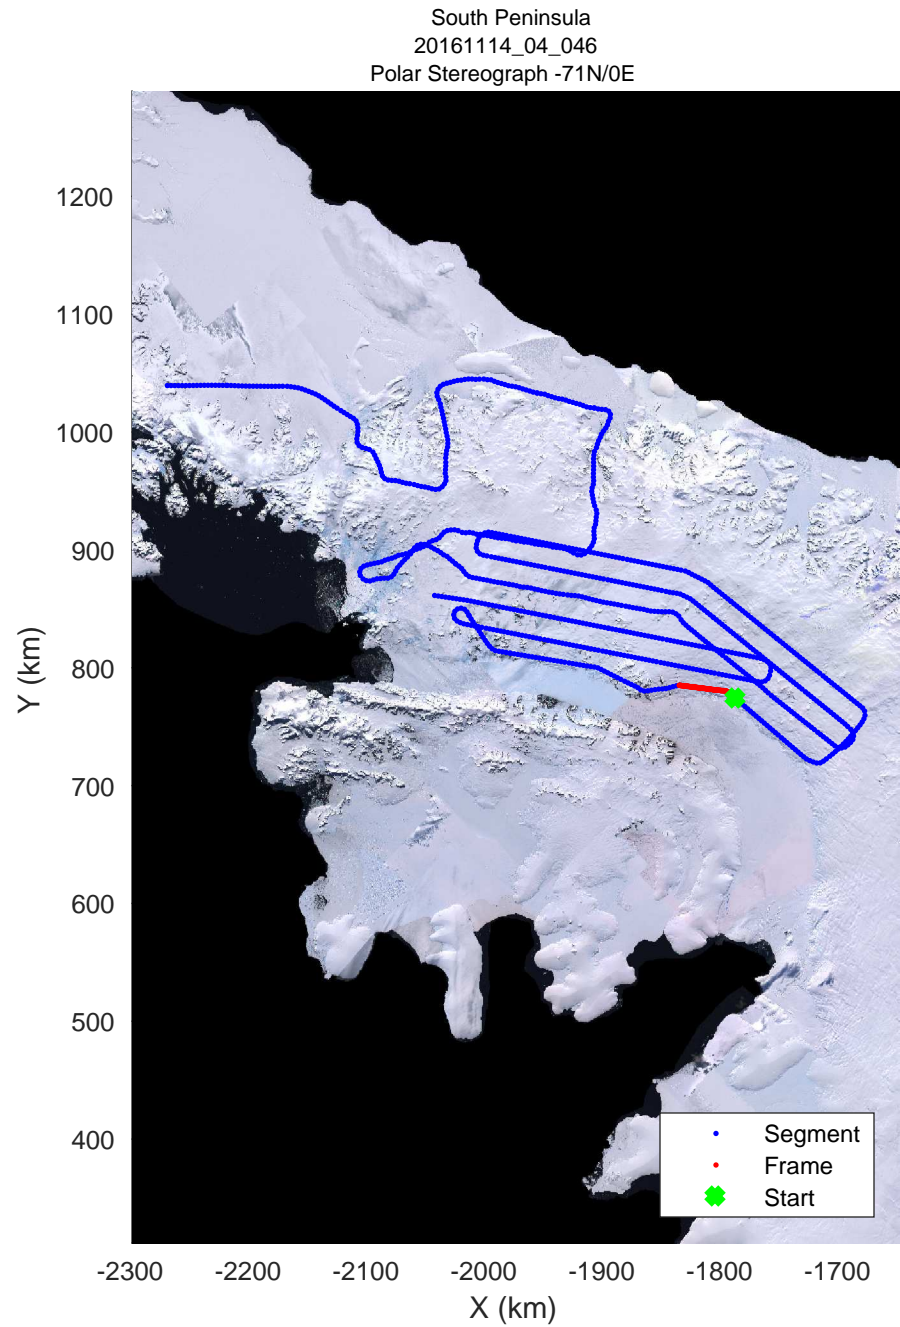 South Peninsula
20161114_04_046
Polar Stereograph -71N/0E
1200
1100
1000
900
800
700
600
500
400
Y (km)
Segment
Frame
Start
-2300 -2200 -2100 -2000 -1900 -1800 -1700
X (km)